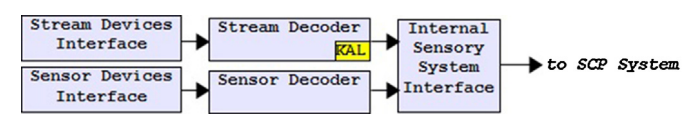 Stream Devices
Interface
Stream Decoder
KAL
Internal
Sensory
System
Interface
to SCP System
Sensor Devices
Interface
Sensor Decoder